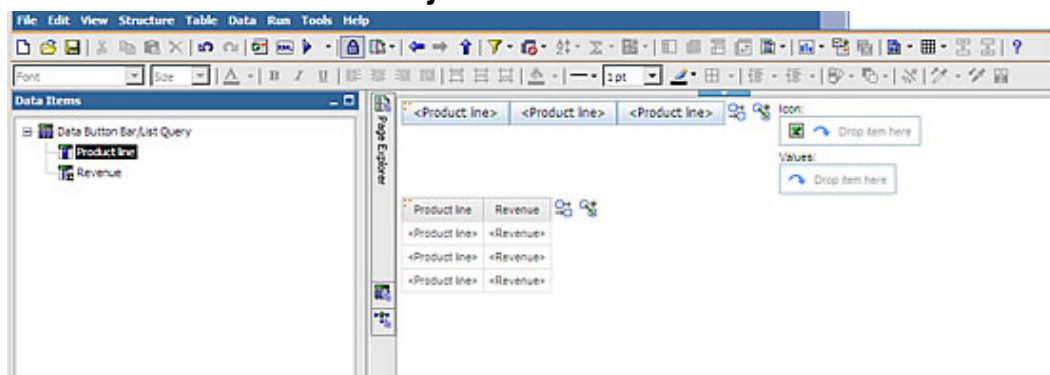 File Edit View Structure Table Data Run Tools Help
Font Size A B I U 1 pt
Data Items
Data Button Bar/List Query
Product line
Revenue
Page Explorer
<Product line> <Product line> <Product line>
Icon:
Drop item here
Values:
Drop item here
Product line Revenue
<Product line> <Revenue>
<Product line> <Revenue>
<Product line> <Revenue>